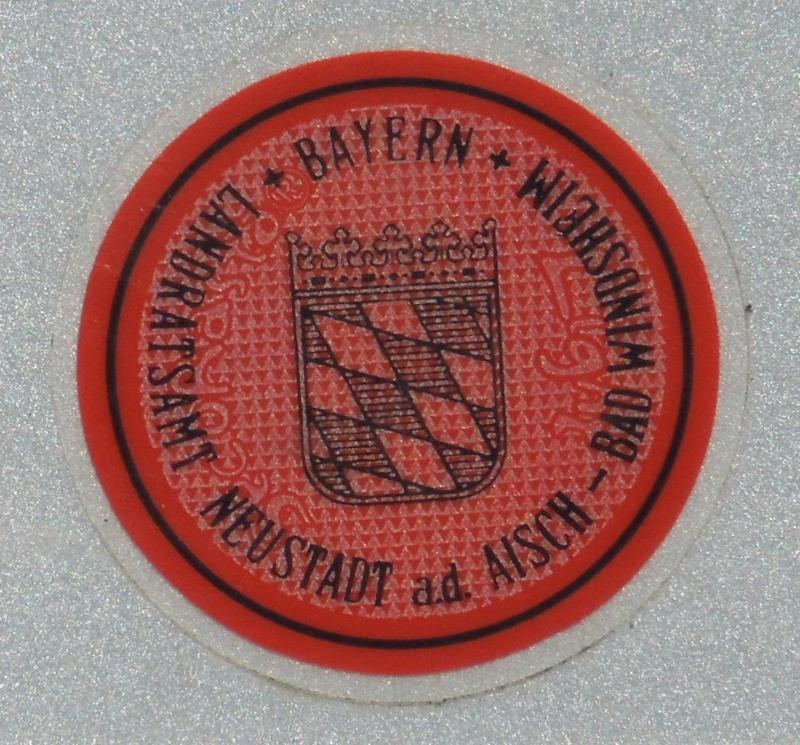 + BAYERN +
LANDRATSAMT NEUSTADT a.d. AISCH - BAD WINDSHEIM